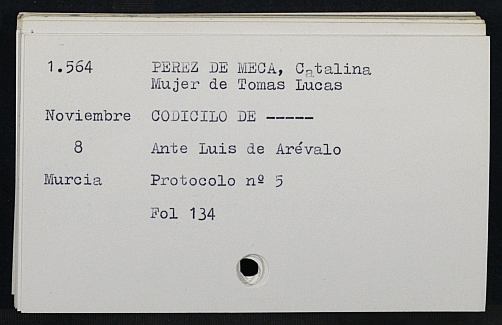 1.564 PEREZ DE MECA, Catalina
Mujer de Tomas Lucas
Noviembre CODICILO DE -----
8 Ante Luis de Arévalo
Murcia Protocolo nº 5
Fol 134